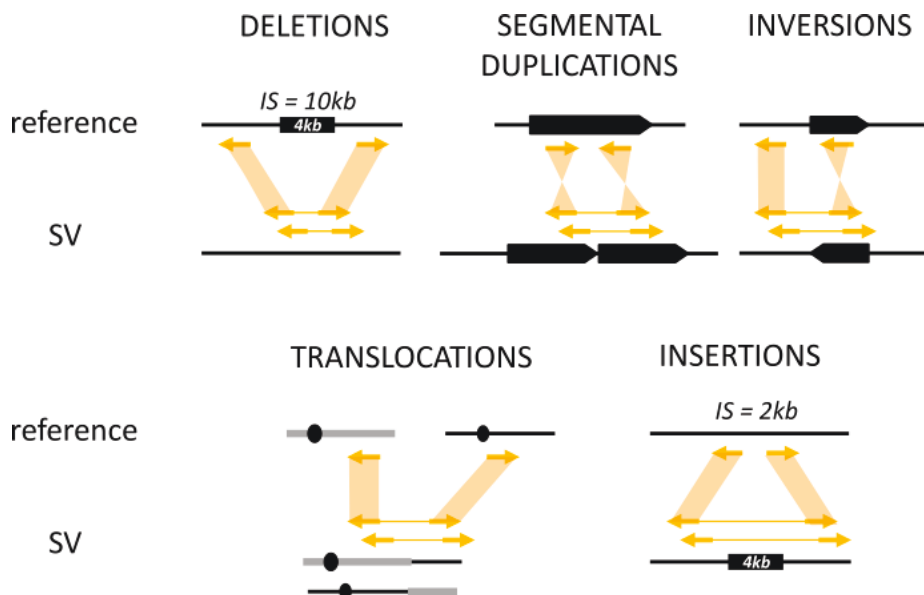 DELETIONS
SEGMENTAL
DUPLICATIONS
INVERSIONS
IS = 10kb
reference
4kb
SV
TRANSLOCATIONS
INSERTIONS
IS = 2kb
reference
SV
4kb